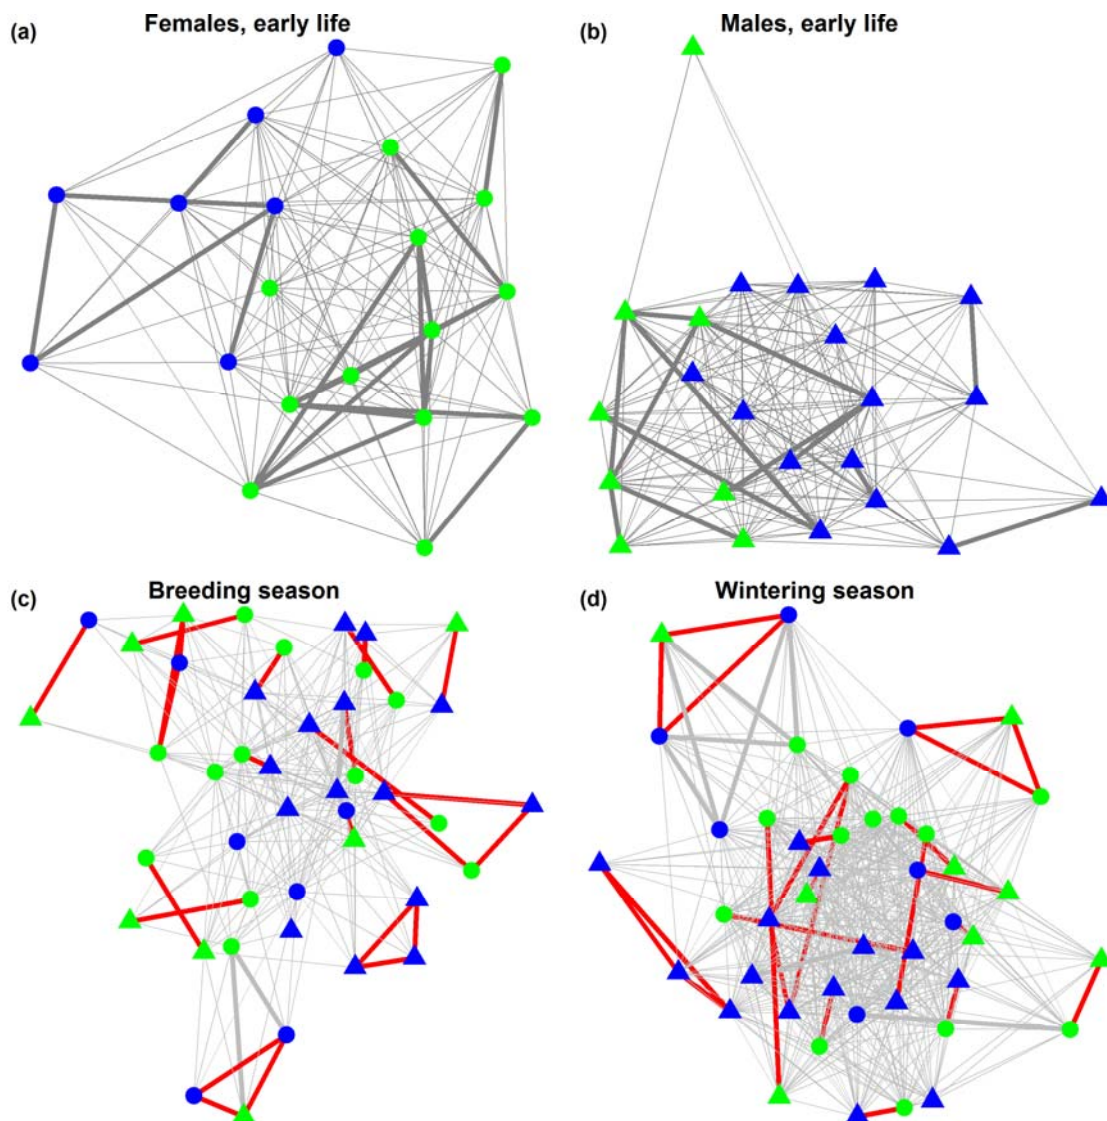 (a) Females, early life
(b) Males, early life
(c) Breeding season
(d) Wintering season